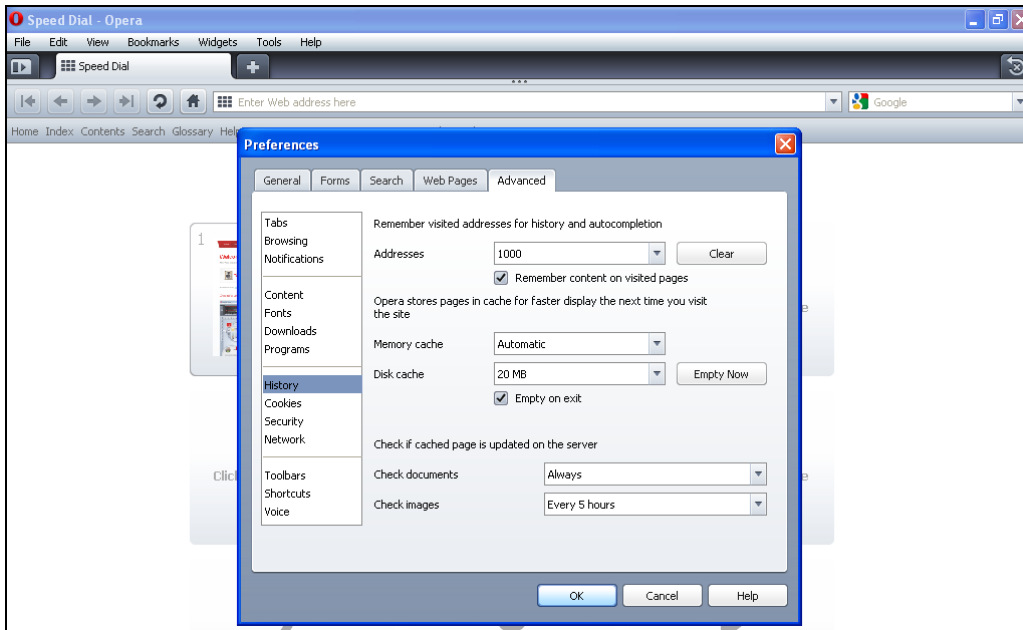 Speed Dial - Opera
File Edit View Bookmarks Widgets Tools Help
Speed Dial
Enter Web address here
Google
Home Index Contents Search Glossary Help
Preferences
General Forms Search Web Pages Advanced
Tabs
Browsing
Notifications
Content
Fonts
Downloads
Programs
History
Cookies
Security
Network
Toolbars
Shortcuts
Voice
Remember visited addresses for history and autocompletion
Addresses 1000 Clear
Remember content on visited pages
Opera stores pages in cache for faster display the next time you visit
the site
Memory cache Automatic
Disk cache 20 MB Empty Now
Empty on exit
Check if cached page is updated on the server
Check documents Always
Check images Every 5 hours
OK Cancel Help
1